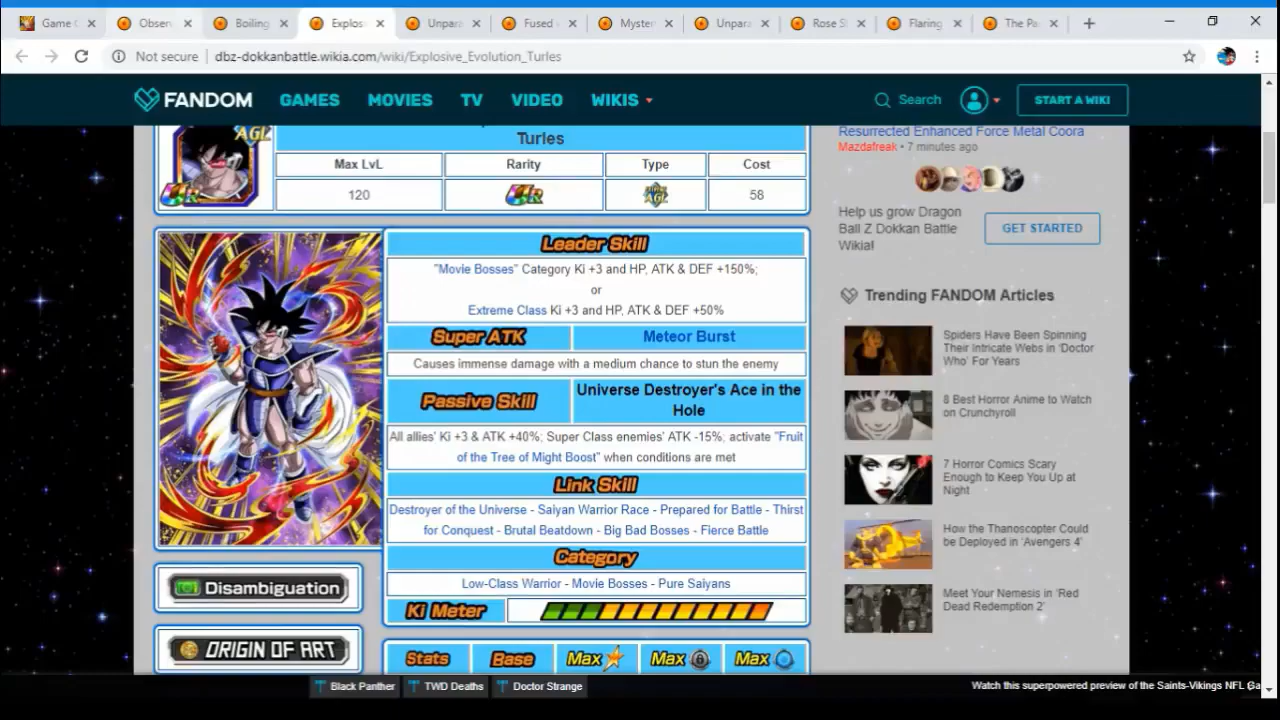 Game C
Obser
Boiling
Explos
Unpara
Fused
Myster
Unpara
Rose S
Flaring
The Pa
Not secure
dbz-dokkanbattle.wikia.com/wiki/Explosive_Evolution_Turles
FANDOM GAMES MOVIES TV VIDEO WIKIS Search START A WIKI
AGL
UR
Turles
Max LvL Rarity Type Cost
120 UR AGL 58
Leader Skill
"Movie Bosses" Category Ki +3 and HP, ATK & DEF +150%;
or
Extreme Class Ki +3 and HP, ATK & DEF +50%
Super ATK Meteor Burst
Causes immense damage with a medium chance to stun the enemy
Passive Skill
Universe Destroyer's Ace in the
Hole
All allies' Ki +3 & ATK +40%; Super Class enemies' ATK -15%; activate "Fruit
of the Tree of Might Boost" when conditions are met
Link Skill
Destroyer of the Universe - Saiyan Warrior Race - Prepared for Battle - Thirst
for Conquest - Brutal Beatdown - Big Bad Bosses - Fierce Battle
Category
Low-Class Warrior - Movie Bosses - Pure Saiyans
Ki Meter
Disambiguation
ORIGIN OF ART
Stats Base Max Max Max
Resurrected Enhanced Force Metal Coora
Mazdafreak • 7 minutes ago
Help us grow Dragon
Ball Z Dokkan Battle
Wikia!
GET STARTED
Trending FANDOM Articles
Spiders Have Been Spinning
Their Intricate Webs in 'Doctor
Who' For Years
8 Best Horror Anime to Watch
on Crunchyroll
7 Horror Comics Scary
Enough to Keep You Up at
Night
How the Thanoscopter Could
be Deployed in 'Avengers 4'
Meet Your Nemesis in 'Red
Dead Redemption 2'
Black Panther TWD Deaths Doctor Strange
Watch this superpowered preview of the Saints-Vikings NFL Ga